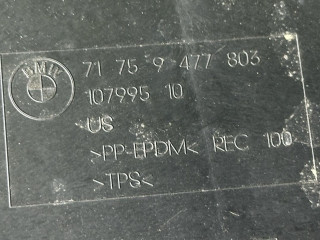 BMW
71 75 9 477 803
107995 10
US
>PP-EPDM< REC 100
>TPS<